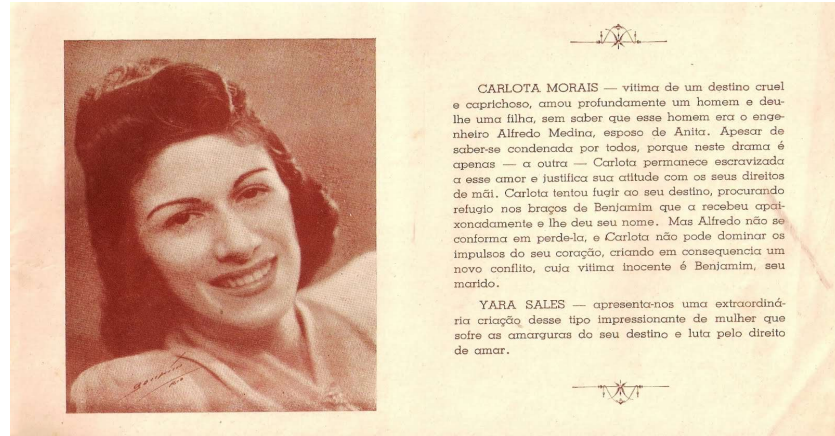 CARLOTA MORAIS — vitima de um destino cruel
e caprichoso, amou profundamente um homem e deu-
lhe uma filha, sem saber que esse homem era o enge-
nheiro Alfredo Medina, esposo de Anita. Apesar de
saber-se condenada por todos, porque neste drama é
apenas — a outra — Carlota permanece escravizada
a esse amor e justifica sua atitude com os seus direitos
de mãi. Carlota tentou fugir ao seu destino, procurando
refugio nos braços de Benjamim que a recebeu apai-
xonadamente e lhe deu seu nome. Mas Alfredo não se
conforma em perde-la, e Carlota não pode dominar os
impulsos do seu coração, criando em consequencia um
novo conflito, cuja vitima inocente é Benjamim, seu
marido.
YARA SALES — apresenta-nos uma extraordiná-
ria criação desse tipo impressionante de mulher que
sofre as amarguras do seu destino e luta pelo direito
de amar.